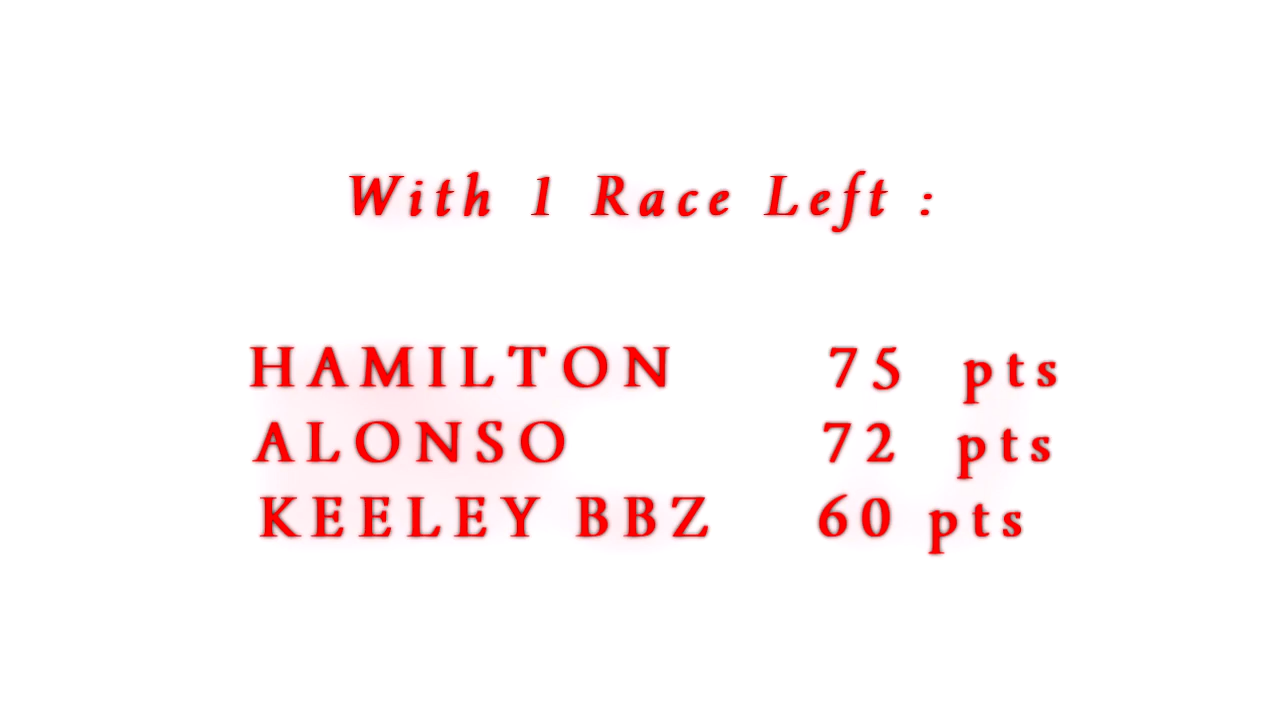 With 1 Race Left :
HAMILTON 75 pts
ALONSO 72 pts
KEELEY BBZ 60 pts